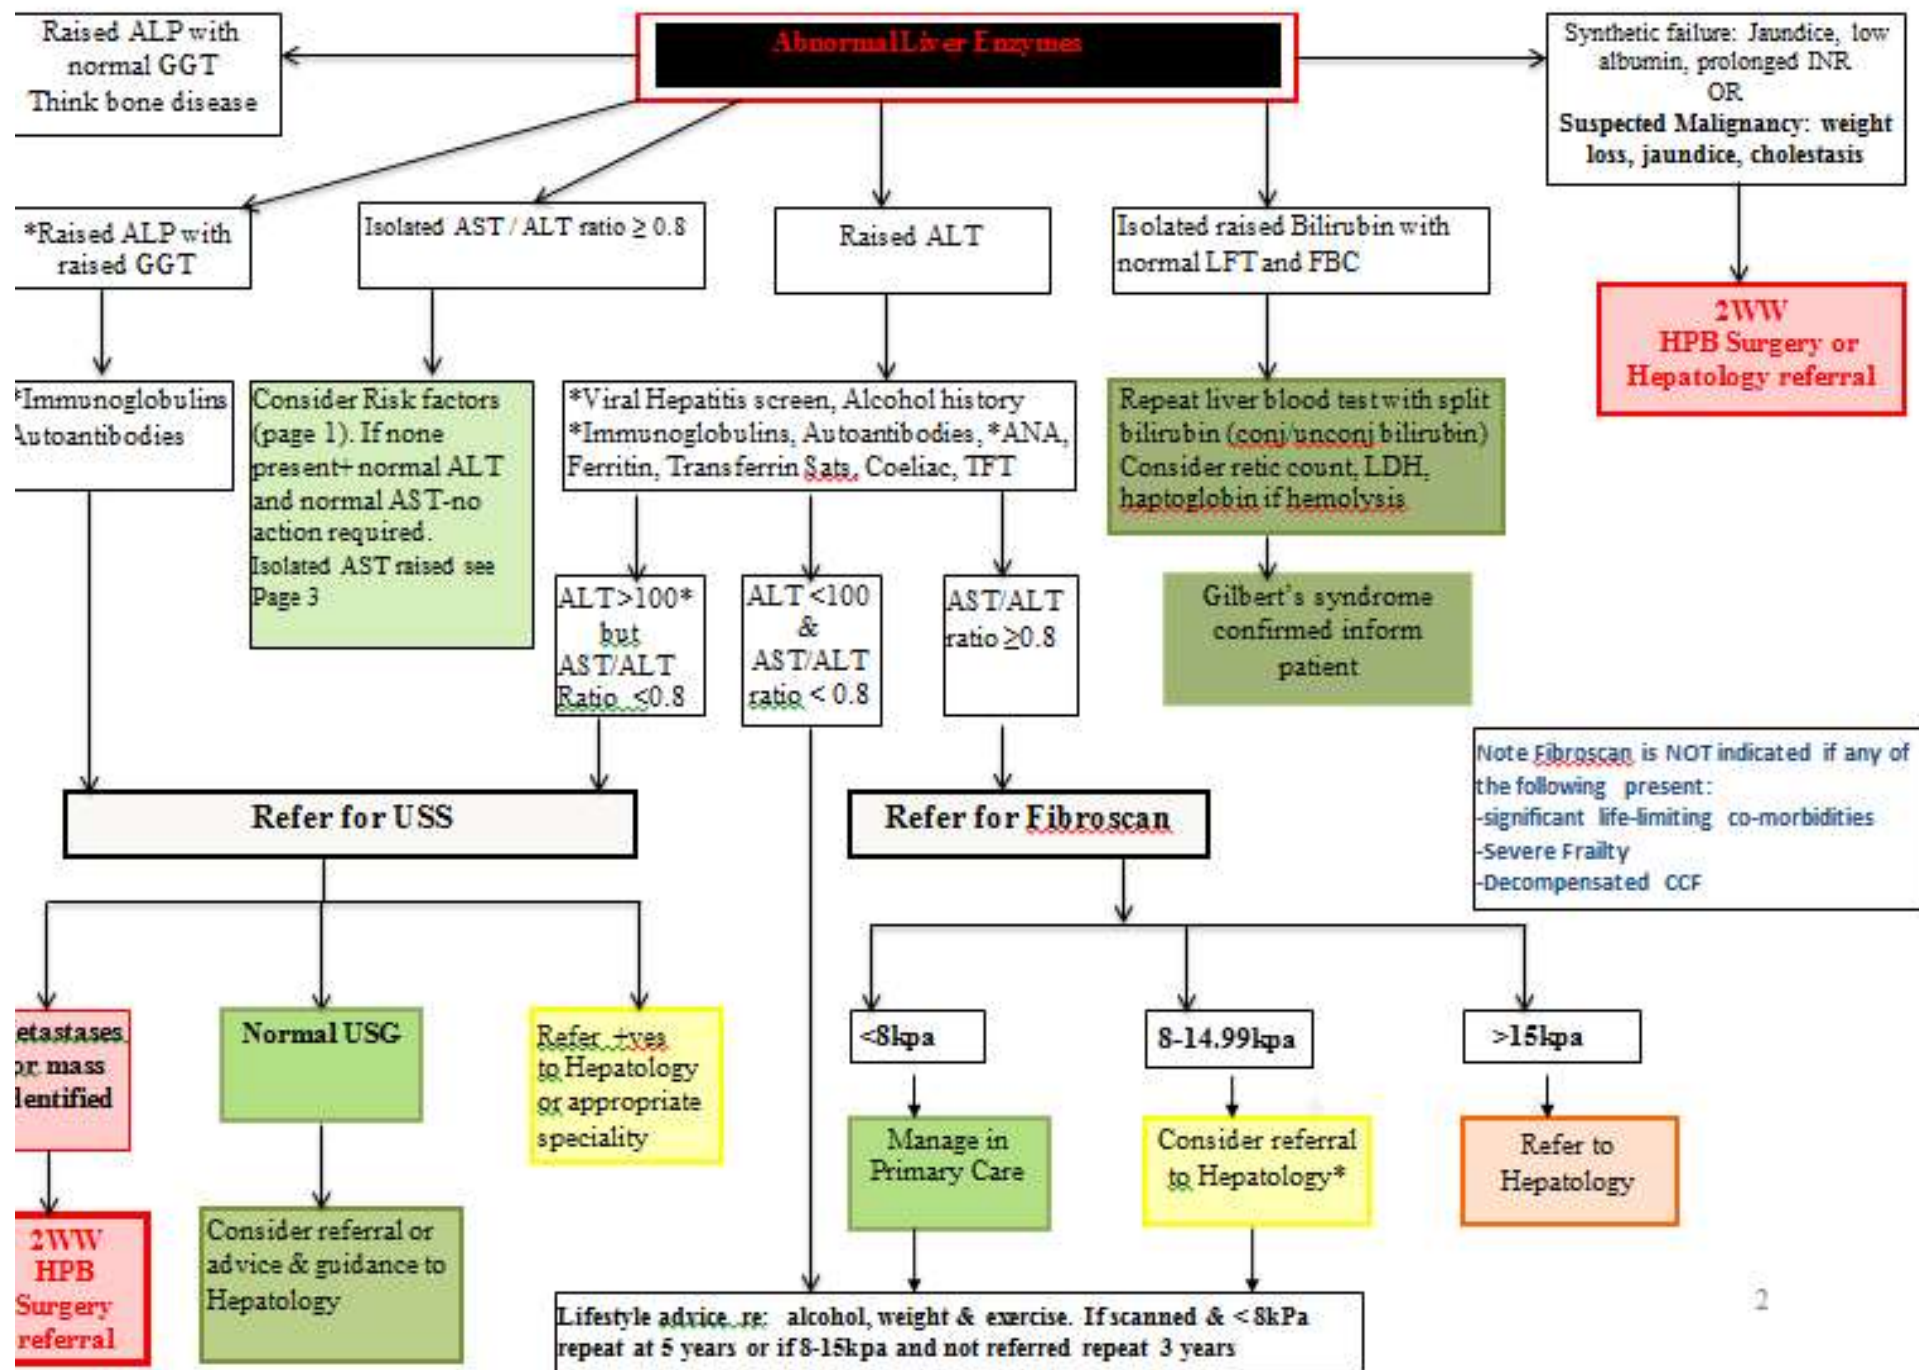 Raised ALP with
normal GGT
Think bone disease
Abnormal Liver Enzymes
Synthetic failure: Jaundice, low
albumin, prolonged INR
OR
Suspected Malignancy: weight
loss, jaundice, cholestasis
*Raised ALP with
raised GGT
Isolated AST / ALT ratio ≥ 0.8
Raised ALT
Isolated raised Bilirubin with
normal LFT and FBC
2WW
HPB Surgery or
Hepatology referral
*Immunoglobulins
Autoantibodies
Consider Risk factors
(page 1). If none
present+ normal ALT
and normal AST-no
action required.
Isolated AST raised see
Page 3
*Viral Hepatitis screen, Alcohol history
*Immunoglobulins, Autoantibodies, *ANA,
Ferritin, Transferrin Sats, Coeliac, TFT
Repeat liver blood test with split
bilirubin (conj/unconj bilirubin)
Consider retic count, LDH,
haptoglobin if hemolysis
ALT>100*
but
AST/ALT
Ratio <0.8
ALT <100
&
AST/ALT
ratio < 0.8
AST/ALT
ratio ≥0.8
Gilbert's syndrome
confirmed inform
patient
Note Fibroscan is NOT indicated if any of
the following present:
-significant life-limiting co-morbidities
-Severe Frailty
-Decompensated CCF
Refer for USS
Refer for Fibroscan
etastases
or mass
dentified
Normal USG
Refer +ves
to Hepatology
or appropriate
speciality
<8kpa
8-14.99kpa
>15kpa
Manage in
Primary Care
Consider referral
to Hepatology*
Refer to
Hepatology
2WW
HPB
Surgery
referral
Consider referral or
advice & guidance to
Hepatology
Lifestyle advice re: alcohol, weight & exercise. If scanned & < 8kPa
repeat at 5 years or if 8-15kpa and not referred repeat 3 years
2